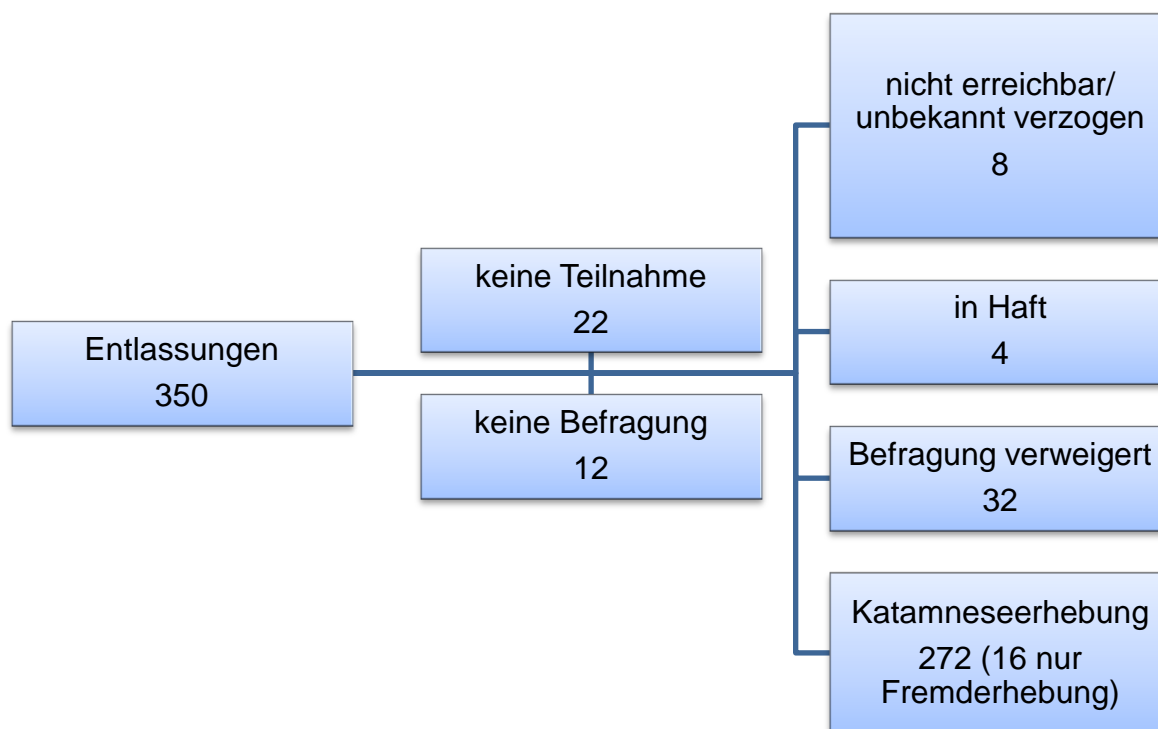 Entlassungen
350
keine Teilnahme
22
keine Befragung
12
nicht erreichbar/
unbekannt verzogen
8
in Haft
4
Befragung verweigert
32
Katamneseerhebung
272 (16 nur
Fremderhebung)